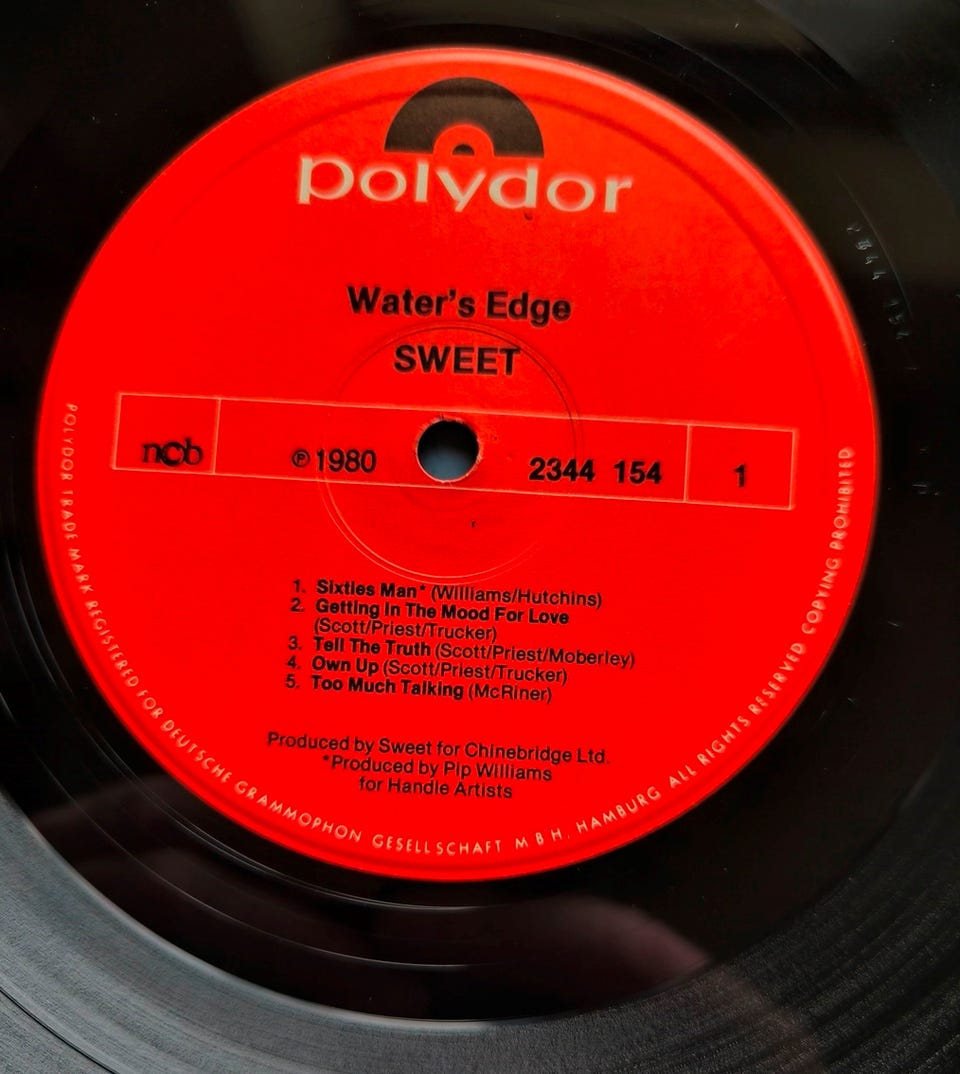 polydor
Water's Edge
SWEET
ncb ℗ 1980 2344 154 1
1. Sixties Man* (Williams/Hutchins)
2. Getting In The Mood For Love
(Scott/Priest/Trucker)
3. Tell The Truth (Scott/Priest/Moberley)
4. Own Up (Scott/Priest/Trucker)
5. Too Much Talking (McRiner)
Produced by Sweet for Chinebridge Ltd.
*Produced by Pip Williams
for Handle Artists
POLYDOR TRADE MARK REGISTERED FOR DEUTSCHE GRAMMOPHON GESELLSCHAFT M B H. HAMBURG ALL RIGHTS RESERVED COPYING PROHIBITED
2344 154